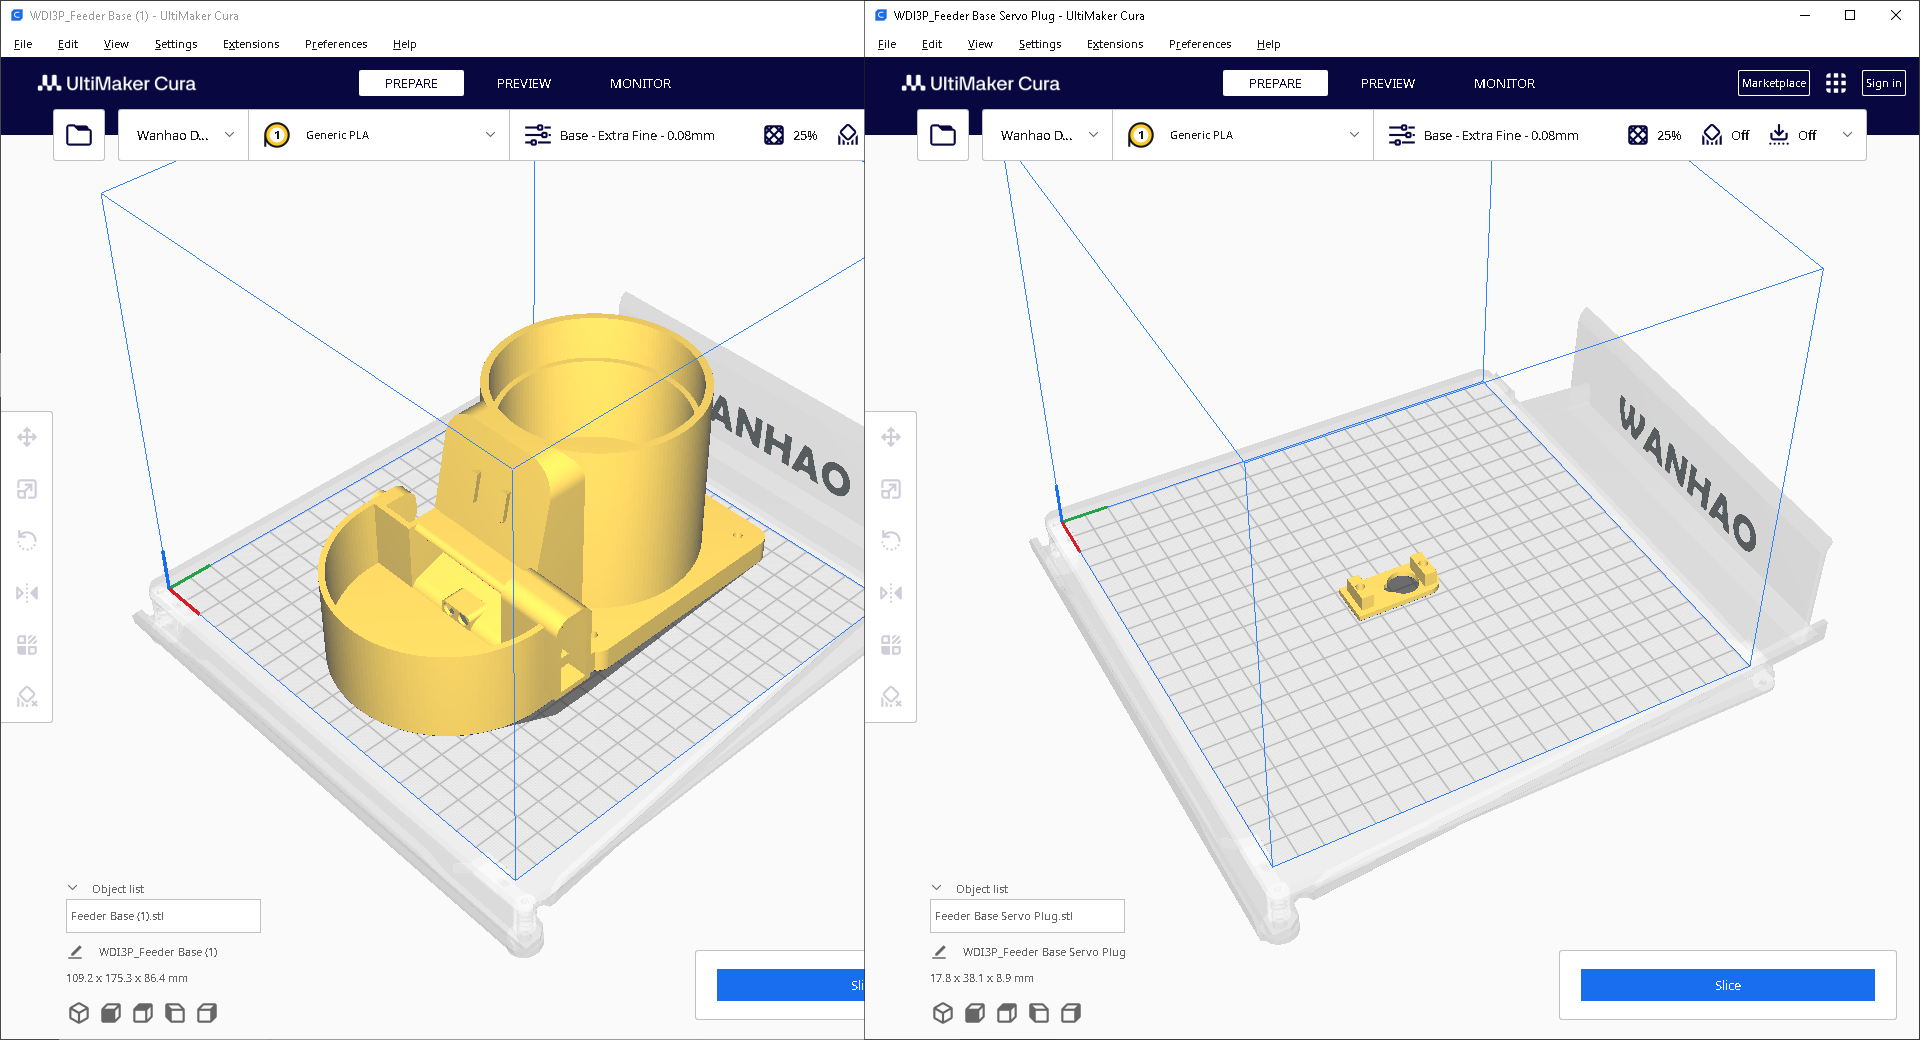 WDI3P_Feeder Base (1) - UltiMaker Cura
File Edit View Settings Extensions Preferences Help
UltiMaker Cura
PREPARE PREVIEW MONITOR
Wanhao D...
1 Generic PLA
Base - Extra Fine - 0.08mm
25%
WANHAO
Object list
Feeder Base (1).stl
WDI3P_Feeder Base (1)
109.2 x 175.3 x 86.4 mm
Sli
WDI3P_Feeder Base Servo Plug - UltiMaker Cura
File Edit View Settings Extensions Preferences Help
UltiMaker Cura
PREPARE PREVIEW MONITOR
Marketplace
Sign in
Wanhao D...
1 Generic PLA
Base - Extra Fine - 0.08mm
25% Off Off
WANHAO
Object list
Feeder Base Servo Plug.stl
WDI3P_Feeder Base Servo Plug
17.8 x 38.1 x 8.9 mm
Slice